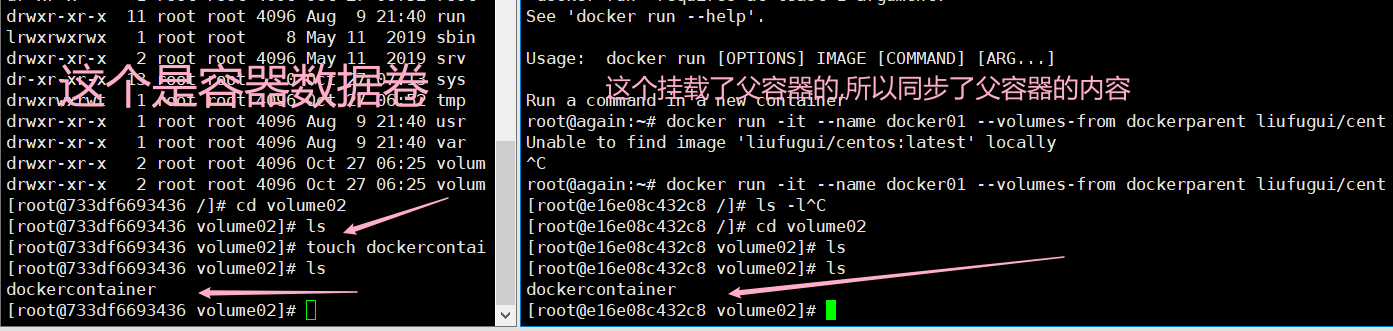 drwxr-xr-x  11 root root 4096 Aug  9 21:40 run
lrwxrwxrwx   1 root root    8 May 11  2019 sbin
drwxr-xr-x   2 root root 4096 May 11  2019 srv
dr-xr-xr-x  13 root root    0 Oct 27 sys
drwxrwxrwt   1 root root 4096 Oct 27 06:32 tmp
drwxr-xr-x   1 root root 4096 Aug  9 21:40 usr
drwxr-xr-x   1 root root 4096 Aug  9 21:40 var
drwxr-xr-x   2 root root 4096 Oct 27 06:25 volum
drwxr-xr-x   2 root root 4096 Oct 27 06:25 volum
[root@733df6693436 /]# cd volume02
[root@733df6693436 volume02]# ls
[root@733df6693436 volume02]# touch dockercontai
[root@733df6693436 volume02]# ls
dockercontainer
[root@733df6693436 volume02]#
这个是容器数据卷
See 'docker run --help'.
Usage:  docker run [OPTIONS] IMAGE [COMMAND] [ARG...]
这个挂载了父容器的,所以同步了父容器的内容
Run a command in a new container
root@again:~# docker run -it --name docker01 --volumes-from dockerparent liufugui/cent
Unable to find image 'liufugui/centos:latest' locally
^C
root@again:~# docker run -it --name docker01 --volumes-from dockerparent liufugui/cent
[root@e16e08c432c8 /]# ls -l^C
[root@e16e08c432c8 /]# cd volume02
[root@e16e08c432c8 volume02]# ls
[root@e16e08c432c8 volume02]# ls
dockercontainer
[root@e16e08c432c8 volume02]#